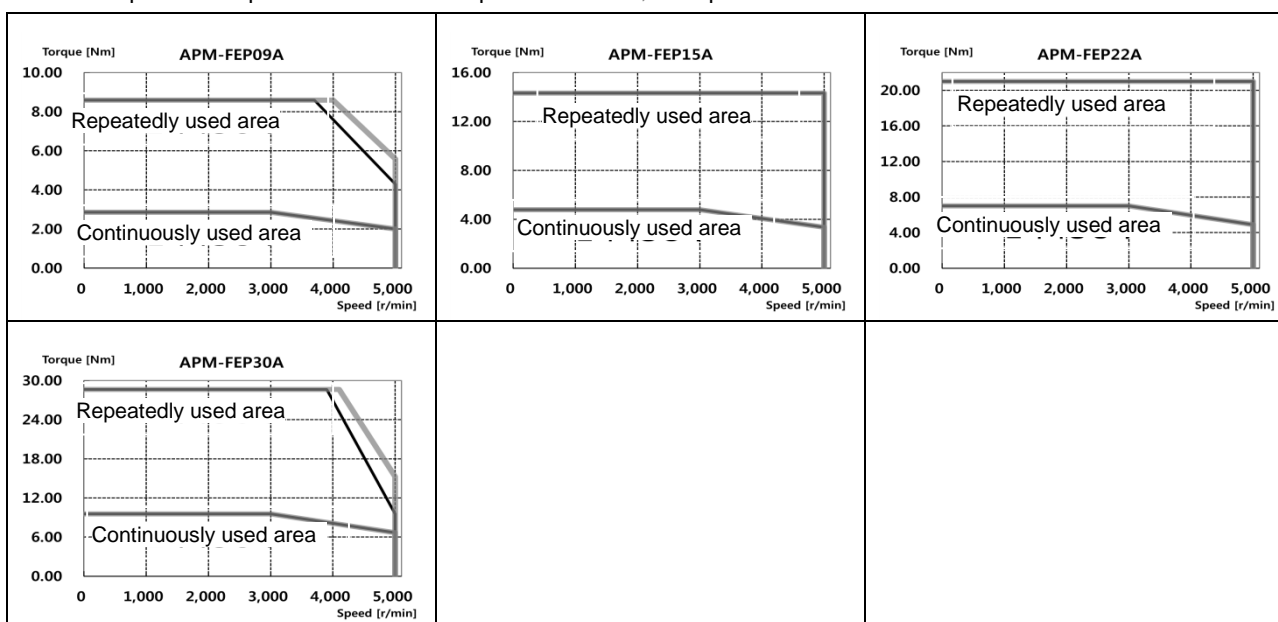 Torque [Nm] APM-FEP09A
10.00
8.00
Repeatedly used area
6.00
4.00
2.00
Continuously used area
0.00
0 1,000 2,000 3,000 4,000 5,000
Speed [r/min]
Torque [Nm] APM-FEP15A
16.00
Repeatedly used area
12.00
8.00
4.00
Continuously used area
0.00
0 1,000 2,000 3,000 4,000 5,000
Speed [r/min]
Torque [Nm] APM-FEP22A
20.00
Repeatedly used area
16.00
12.00
8.00
Continuously used area
4.00
0.00
0 1,000 2,000 3,000 4,000 5,000
Speed [r/min]
Torque [Nm] APM-FEP30A
30.00
Repeatedly used area
24.00
18.00
12.00
6.00
Continuously used area
0.00
0 1,000 2,000 3,000 4,000 5,000
Speed [r/min]